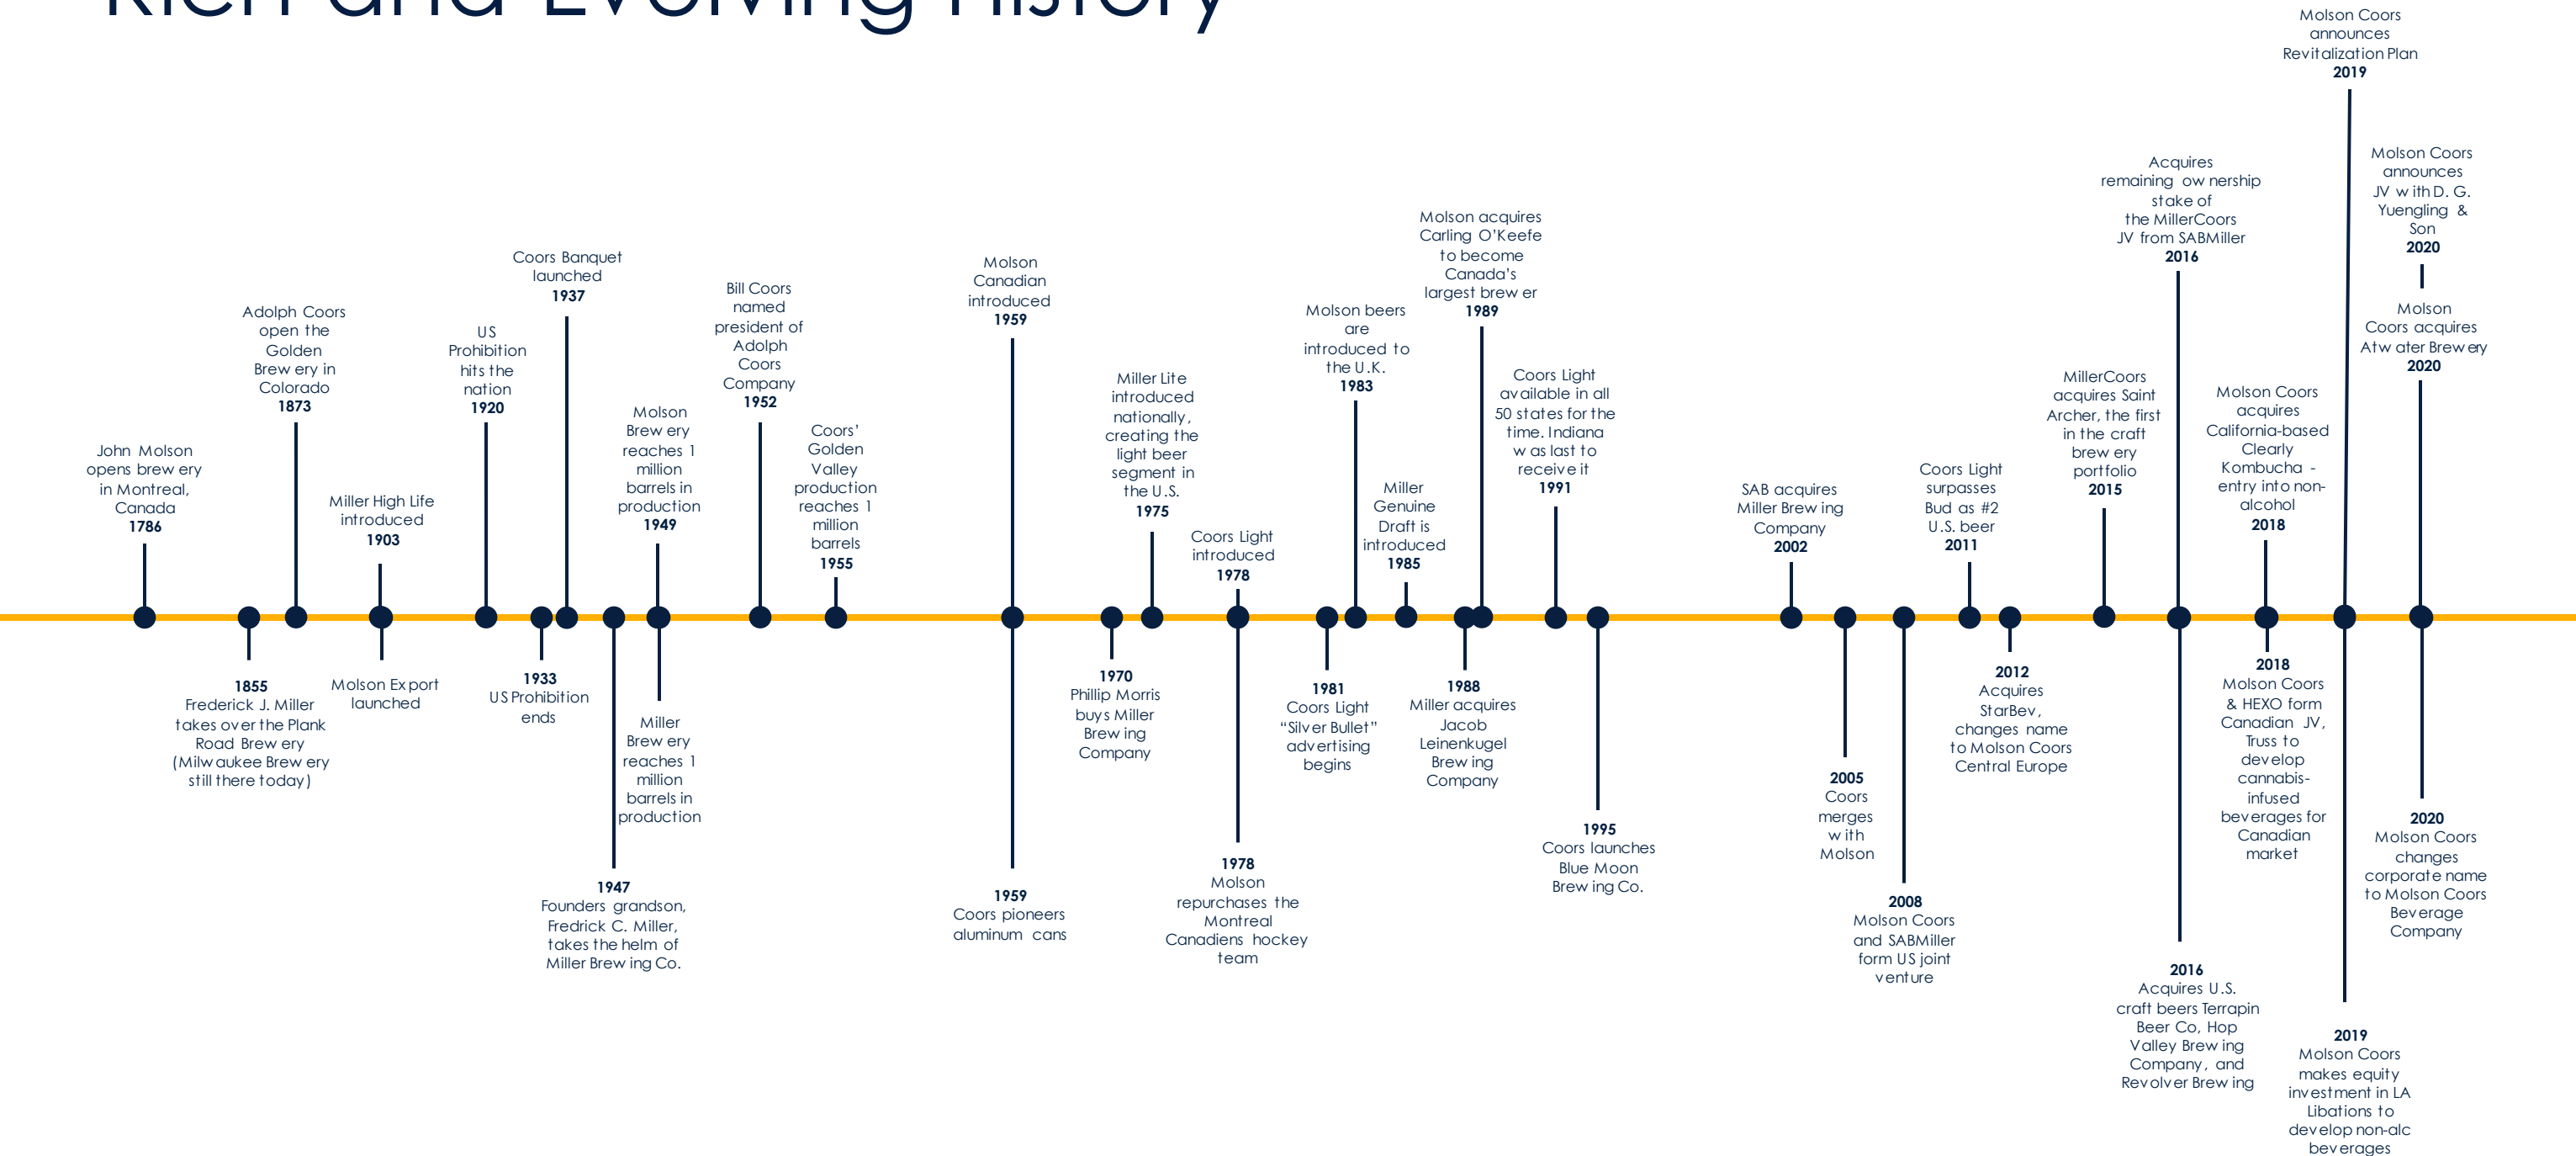 Rich and Evolving History
John Molson
opens brewery
in Montreal,
Canada
1786
1855
Frederick J. Miller
takes over the Plank
Road Brewery
(Milwaukee Brewery
still there today)
Adolph Coors
open the
Golden
Brewery in
Colorado
1873
Miller High Life
introduced
1903
Molson Export
launched
US
Prohibition
hits the
nation
1920
1933
US Prohibition
ends
Coors Banquet
launched
1937
1947
Founders grandson,
Fredrick C. Miller,
takes the helm of
Miller Brewing Co.
Molson
Brewery
reaches 1
million
barrels in
production
1949
Miller
Brewery
reaches 1
million
barrels in
production
Bill Coors
named
president of
Adolph
Coors
Company
1952
Coors’
Golden
Valley
production
reaches 1
million
barrels
1955
Molson
Canadian
introduced
1959
1959
Coors pioneers
aluminum cans
1970
Phillip Morris
buys Miller
Brewing
Company
Miller Lite
introduced
nationally,
creating the
light beer
segment in
the U.S.
1975
Coors Light
introduced
1978
1978
Molson
repurchases the
Montreal
Canadiens hockey
team
1981
Coors Light
“Silver Bullet”
advertising
begins
Molson beers
are
introduced to
the U.K.
1983
Miller
Genuine
Draft is
introduced
1985
1988
Miller acquires
Jacob
Leinenkugel
Brewing
Company
Molson acquires
Carling O’Keefe
to become
Canada’s
largest brewer
1989
Coors Light
available in all
50 states for the
time. Indiana
was last to
receive it
1991
1995
Coors launches
Blue Moon
Brewing Co.
SAB acquires
Miller Brewing
Company
2002
2005
Coors
merges
with
Molson
2008
Molson Coors
and SABMiller
form US joint
venture
Coors Light
surpasses
Bud as #2
U.S. beer
2011
2012
Acquires
StarBev,
changes name
to Molson Coors
Central Europe
MillerCoors
acquires Saint
Archer, the first
in the craft
brewery
portfolio
2015
Acquires
remaining ownership
stake of
the MillerCoors
JV from SABMiller
2016
2016
Acquires U.S.
craft beers Terrapin
Beer Co, Hop
Valley Brewing
Company, and
Revolver Brewing
Molson Coors
acquires
California-based
Clearly
Kombucha -
entry into non-
alcohol
2018
2018
Molson Coors
& HEXO form
Canadian JV,
Truss to
develop
cannabis-
infused
beverages for
Canadian
market
Molson Coors
announces
Revitalization Plan
2019
2019
Molson Coors
makes equity
investment in LA
Libations to
develop non-alc
beverages
Molson Coors
announces
JV with D. G.
Yuengling &
Son
2020
Molson
Coors acquires
Atwater Brewery
2020
2020
Molson Coors
changes
corporate name
to Molson Coors
Beverage
Company